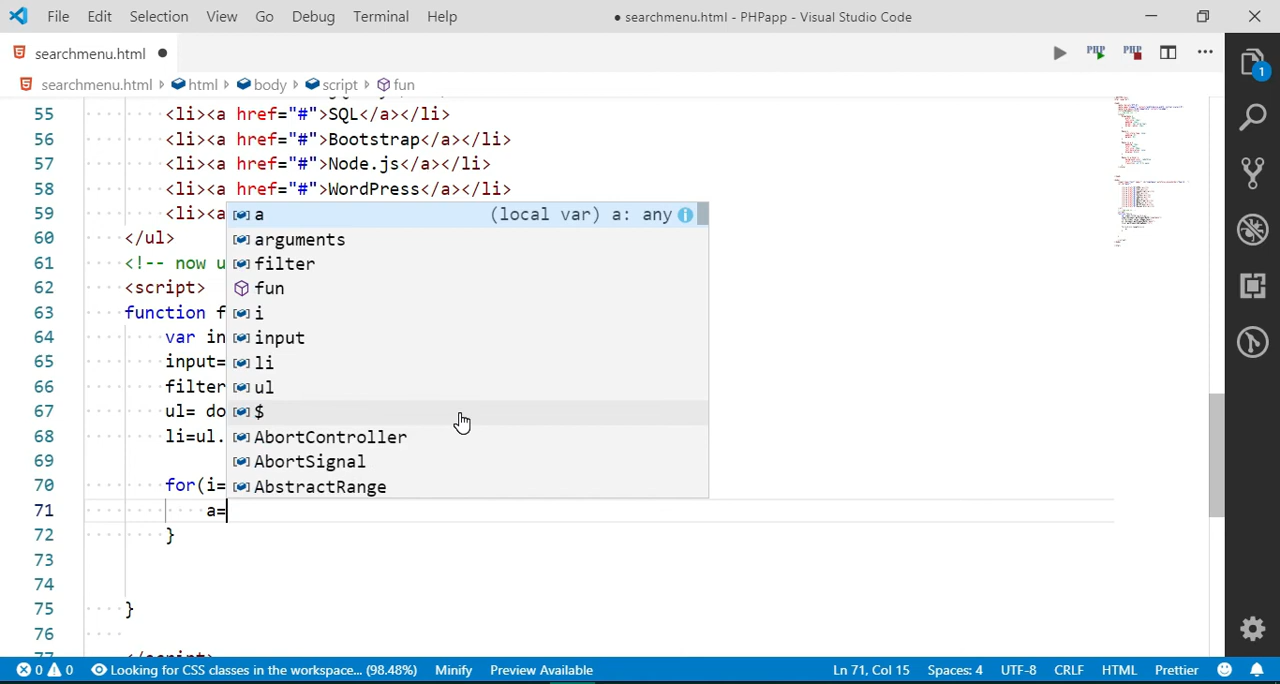 File Edit Selection View Go Debug Terminal Help
● searchmenu.html - PHPapp - Visual Studio Code
searchmenu.html ●
searchmenu.html › html › body › script › fun
55 <li><a href="#">SQL</a></li>
56 <li><a href="#">Bootstrap</a></li>
57 <li><a href="#">Node.js</a></li>
58 <li><a href="#">WordPress</a></li>
59 <li><a
60 </ul>
61 <!-- now u
62 <script>
63 function f
64 var in
65 input=
66 filter
67 ul= do
68 li=ul.
69
70 for(i=
71 a=
72 }
73
74
75 }
76
a (local var) a: any
arguments
filter
fun
i
input
li
ul
$
AbortController
AbortSignal
AbstractRange
PHP PHP
1
0 0 Looking for CSS classes in the workspace... (98.48%) Minify Preview Available Ln 71, Col 15 Spaces: 4 UTF-8 CRLF HTML Prettier